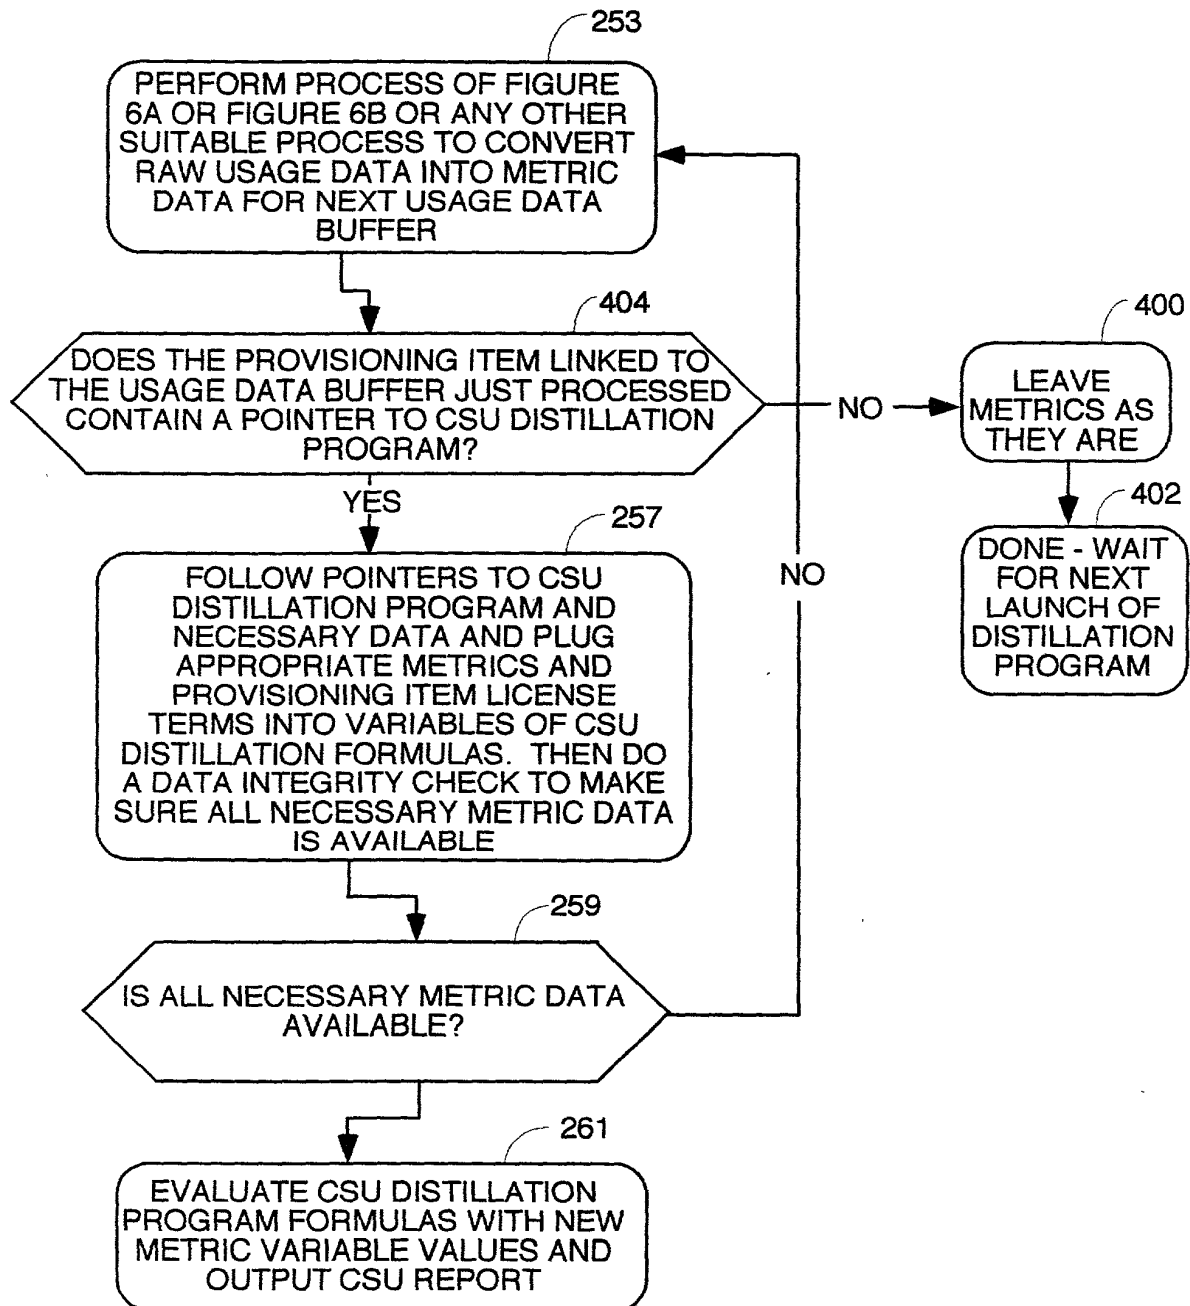 253
PERFORM PROCESS OF FIGURE
6A OR FIGURE 6B OR ANY OTHER
SUITABLE PROCESS TO CONVERT
RAW USAGE DATA INTO METRIC
DATA FOR NEXT USAGE DATA
BUFFER
404
DOES THE PROVISIONING ITEM LINKED TO
THE USAGE DATA BUFFER JUST PROCESSED
CONTAIN A POINTER TO CSU DISTILLATION
PROGRAM?
NO
400
LEAVE
METRICS AS
THEY ARE
402
DONE - WAIT
FOR NEXT
LAUNCH OF
DISTILLATION
PROGRAM
YES
257
FOLLOW POINTERS TO CSU
DISTILLATION PROGRAM AND
NECESSARY DATA AND PLUG
APPROPRIATE METRICS AND
PROVISIONING ITEM LICENSE
TERMS INTO VARIABLES OF CSU
DISTILLATION FORMULAS. THEN DO
A DATA INTEGRITY CHECK TO MAKE
SURE ALL NECESSARY METRIC DATA
IS AVAILABLE
NO
259
IS ALL NECESSARY METRIC DATA
AVAILABLE?
261
EVALUATE CSU DISTILLATION
PROGRAM FORMULAS WITH NEW
METRIC VARIABLE VALUES AND
OUTPUT CSU REPORT